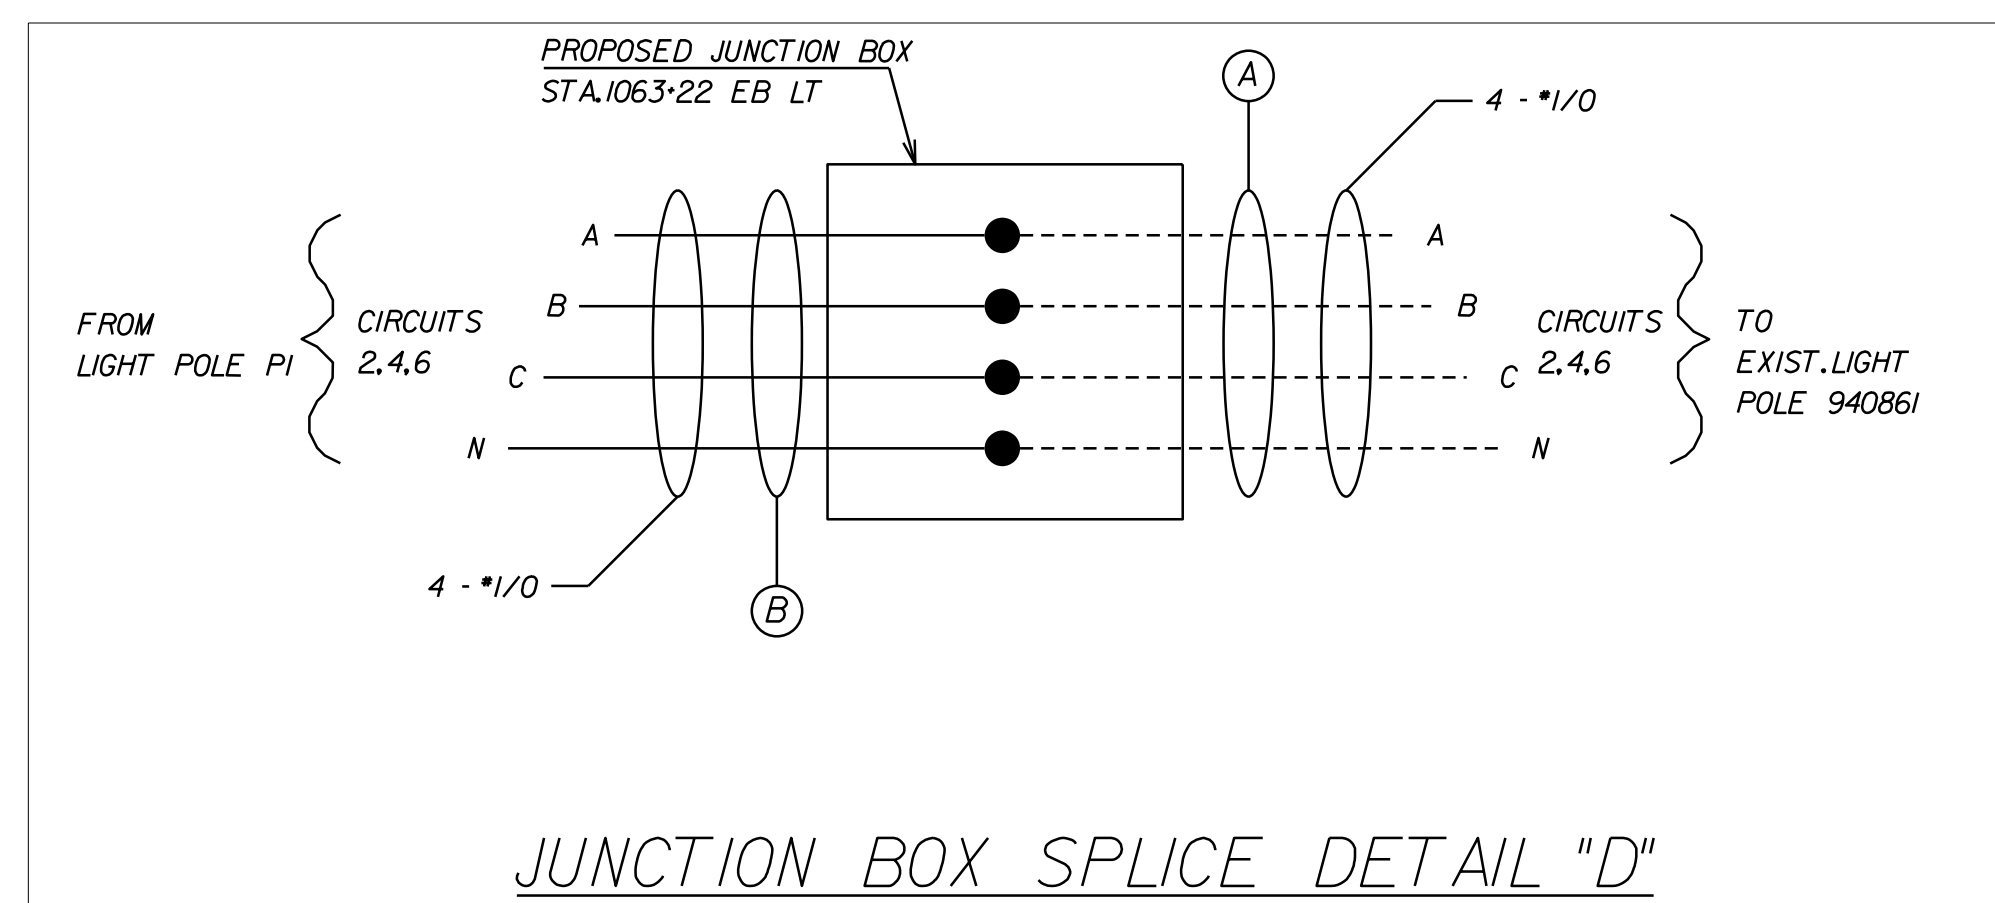 PROPOSED JUNCTION BOX
STA. 1063+22 EB LT
A
4 - #1/0
A
A
B
B
C
C
N
N
FROM
LIGHT POLE P1
CIRCUITS
2,4,6
CIRCUITS
2,4,6
TO
EXIST. LIGHT
POLE 940861
4 - #1/0
B
JUNCTION BOX SPLICE DETAIL "D"